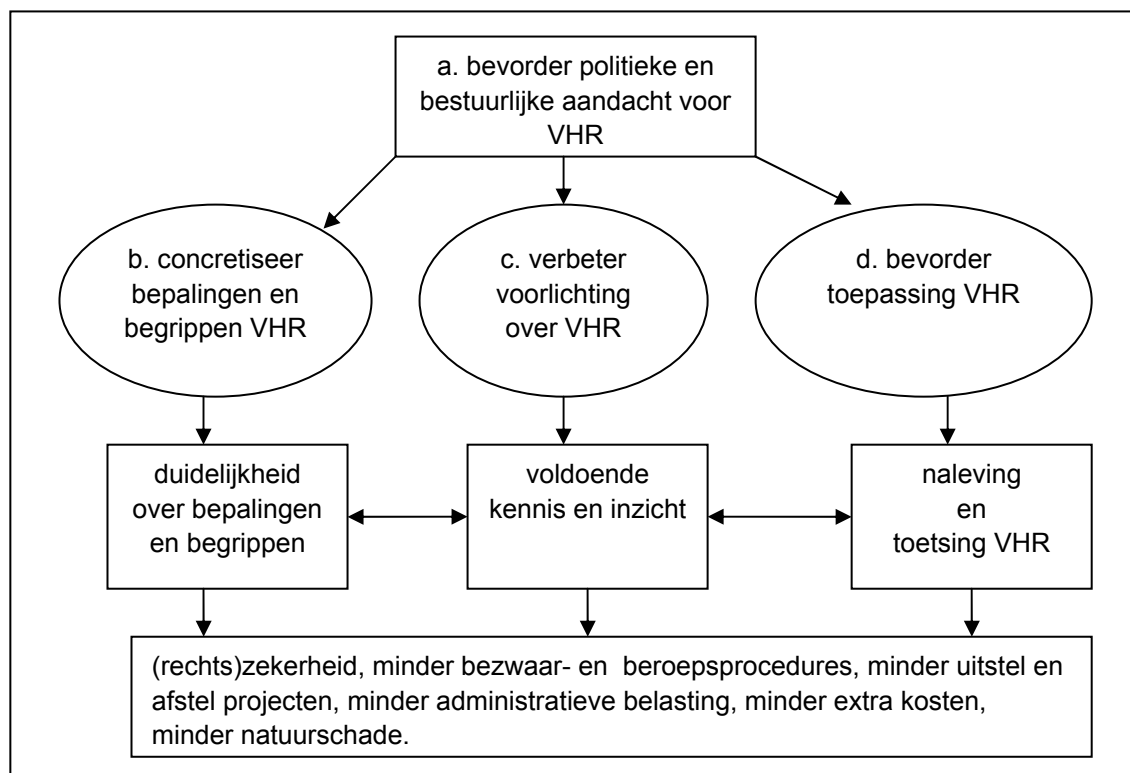 a. bevorder politieke en
bestuurlijke aandacht voor
VHR
b. concretiseer
bepalingen en
begrippen VHR
c. verbeter
voorlichting
over VHR
d. bevorder
toepassing VHR
duidelijkheid
over bepalingen
en begrippen
voldoende
kennis en inzicht
naleving
en
toetsing VHR
(rechts)zekerheid, minder bezwaar- en beroepsprocedures, minder uitstel en
afstel projecten, minder administratieve belasting, minder extra kosten,
minder natuurschade.